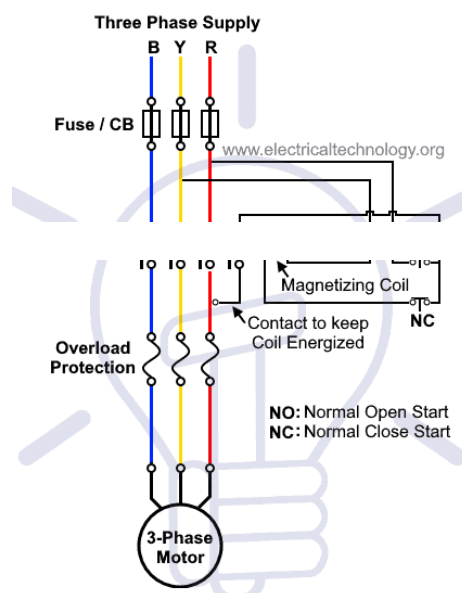 Three Phase Supply
B Y R
Fuse / CB
www.electricaltechnology.org
Magnetizing Coil
NC
Contact to keep
Coil Energized
Overload
Protection
NO: Normal Open Start
NC: Normal Close Start
3-Phase
Motor